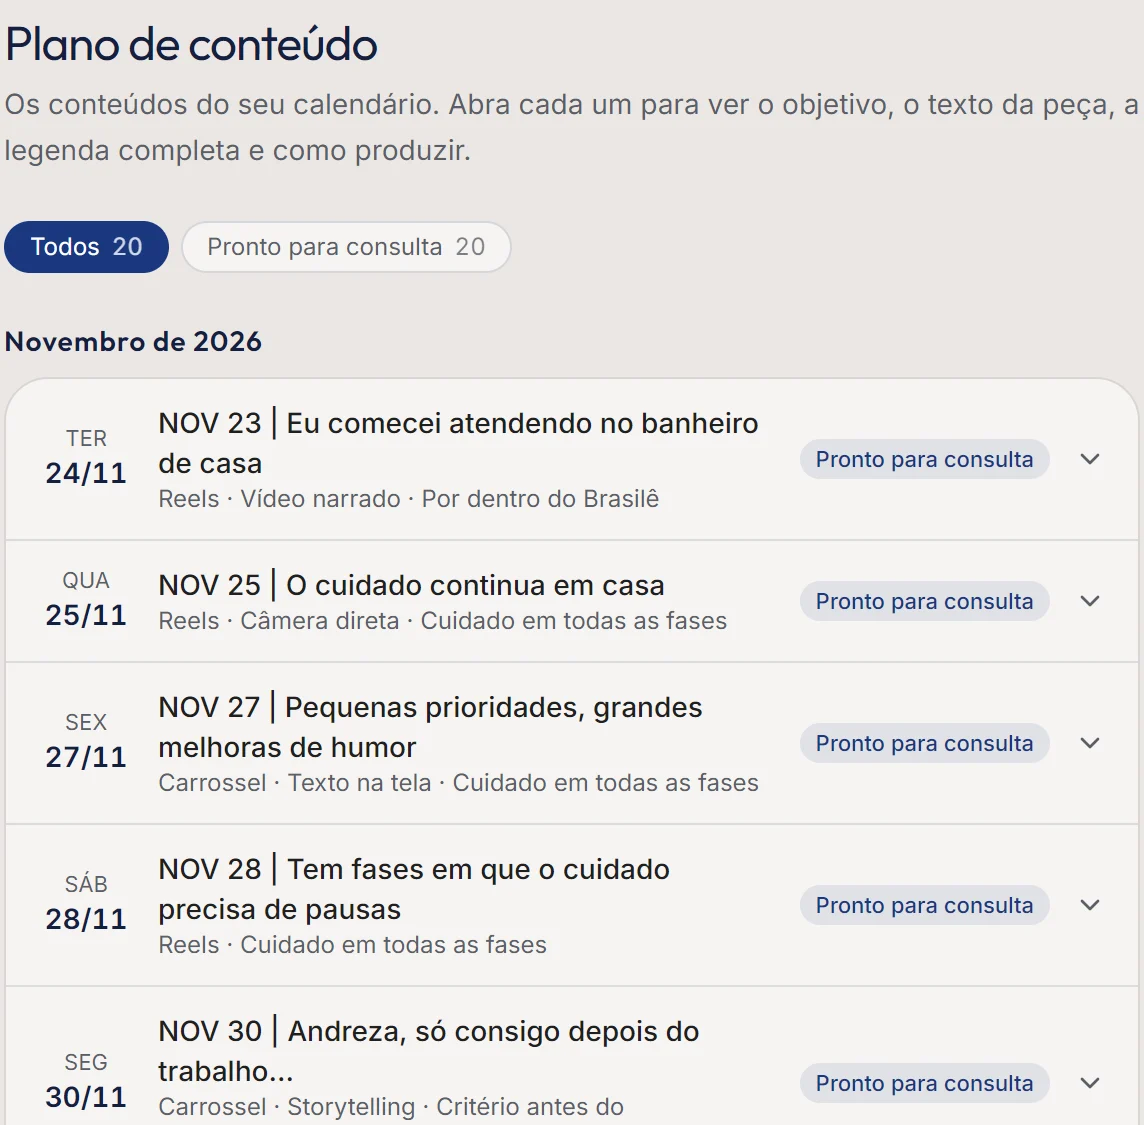 Plano de conteúdo
Os conteúdos do seu calendário. Abra cada um para ver o objetivo, o texto da peça, a
legenda completa e como produzir.
Todos 20
Pronto para consulta 20
Novembro de 2026
TER
24/11
NOV 23 | Eu comecei atendendo no banheiro
de casa
Reels · Vídeo narrado · Por dentro do Brasilê
Pronto para consulta
QUA
25/11
NOV 25 | O cuidado continua em casa
Reels · Câmera direta · Cuidado em todas as fases
Pronto para consulta
SEX
27/11
NOV 27 | Pequenas prioridades, grandes
melhoras de humor
Carrossel · Texto na tela · Cuidado em todas as fases
Pronto para consulta
SÁB
28/11
NOV 28 | Tem fases em que o cuidado
precisa de pausas
Reels · Cuidado em todas as fases
Pronto para consulta
SEG
30/11
NOV 30 | Andreza, só consigo depois do
trabalho...
Carrossel · Storytelling · Critério antes do
Pronto para consulta